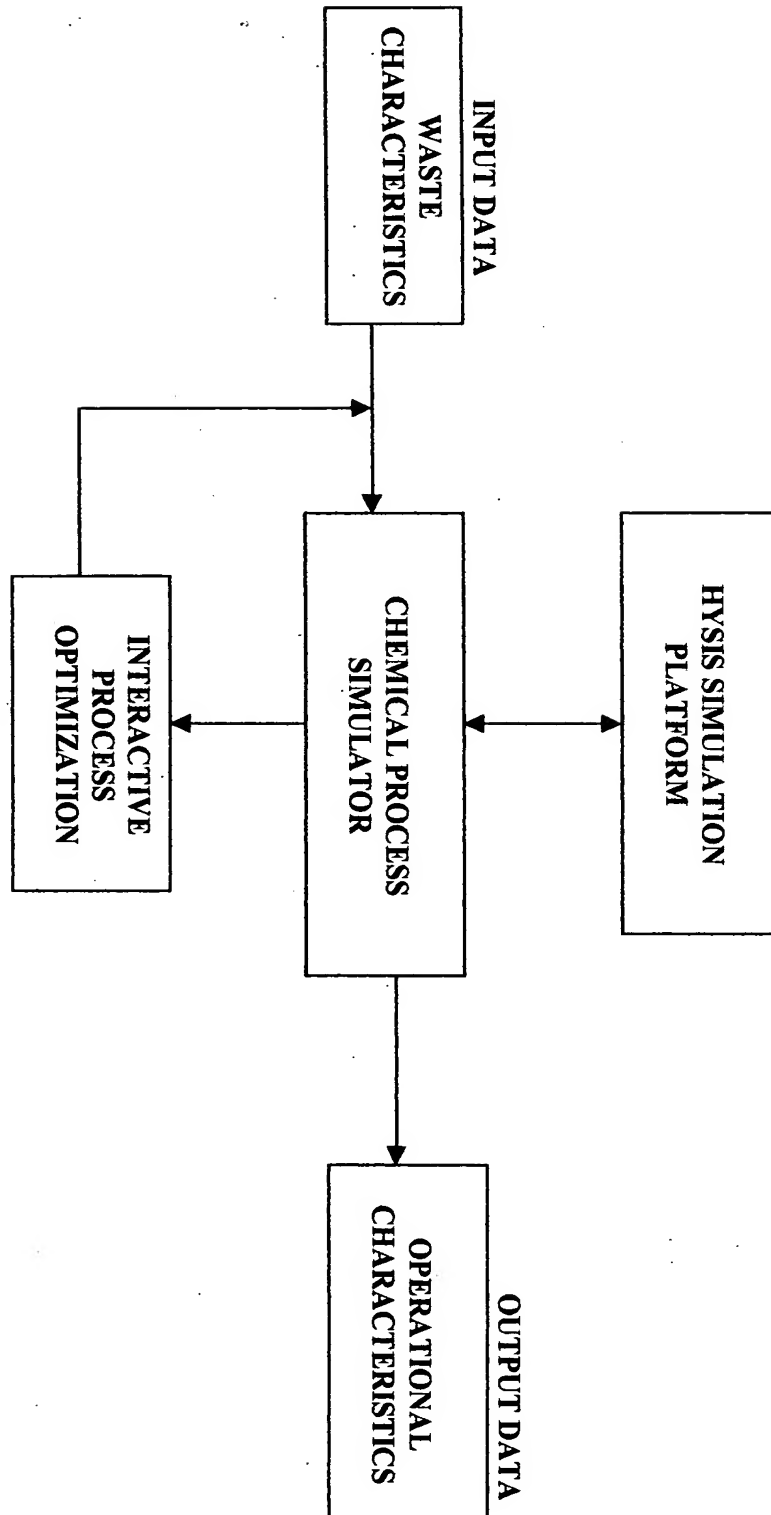 INPUT DATA
WASTE
CHARACTERISTICS
HYSIS SIMULATION
PLATFORM
CHEMICAL PROCESS
SIMULATOR
INTERACTIVE
PROCESS
OPTIMIZATION
OUTPUT DATA
OPERATIONAL
CHARACTERISTICS